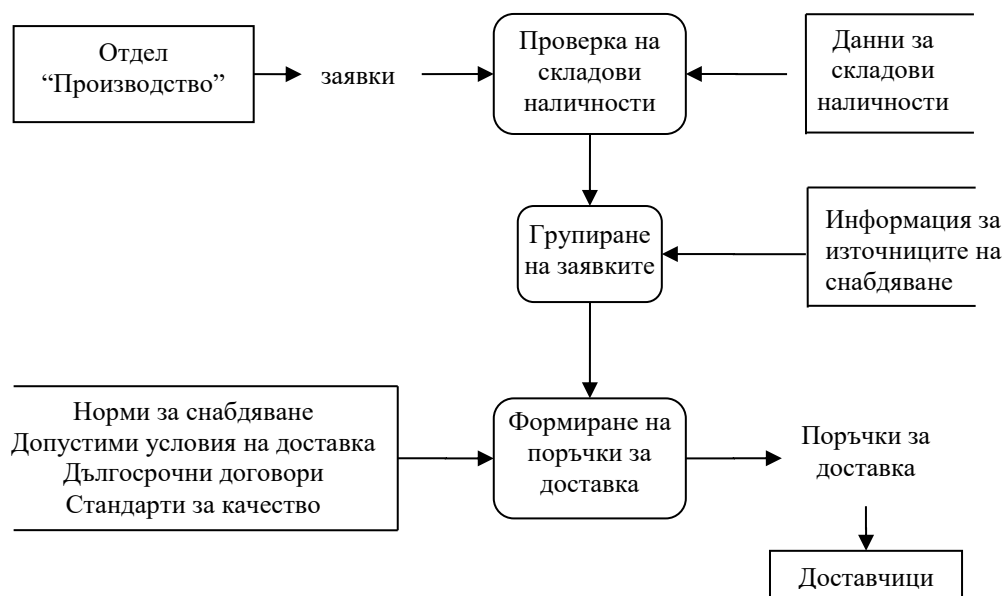 Отдел
“Производство”
заявки
Проверка на
складови
наличности
Данни за
складови
наличности
Групиране
на заявките
Информация за
източниците на
снабдяване
Норми за снабдяване
Допустими условия на доставка
Дългосрочни договори
Стандарти за качество
Формиране на
поръчки за
доставка
Поръчки за
доставка
Доставчици